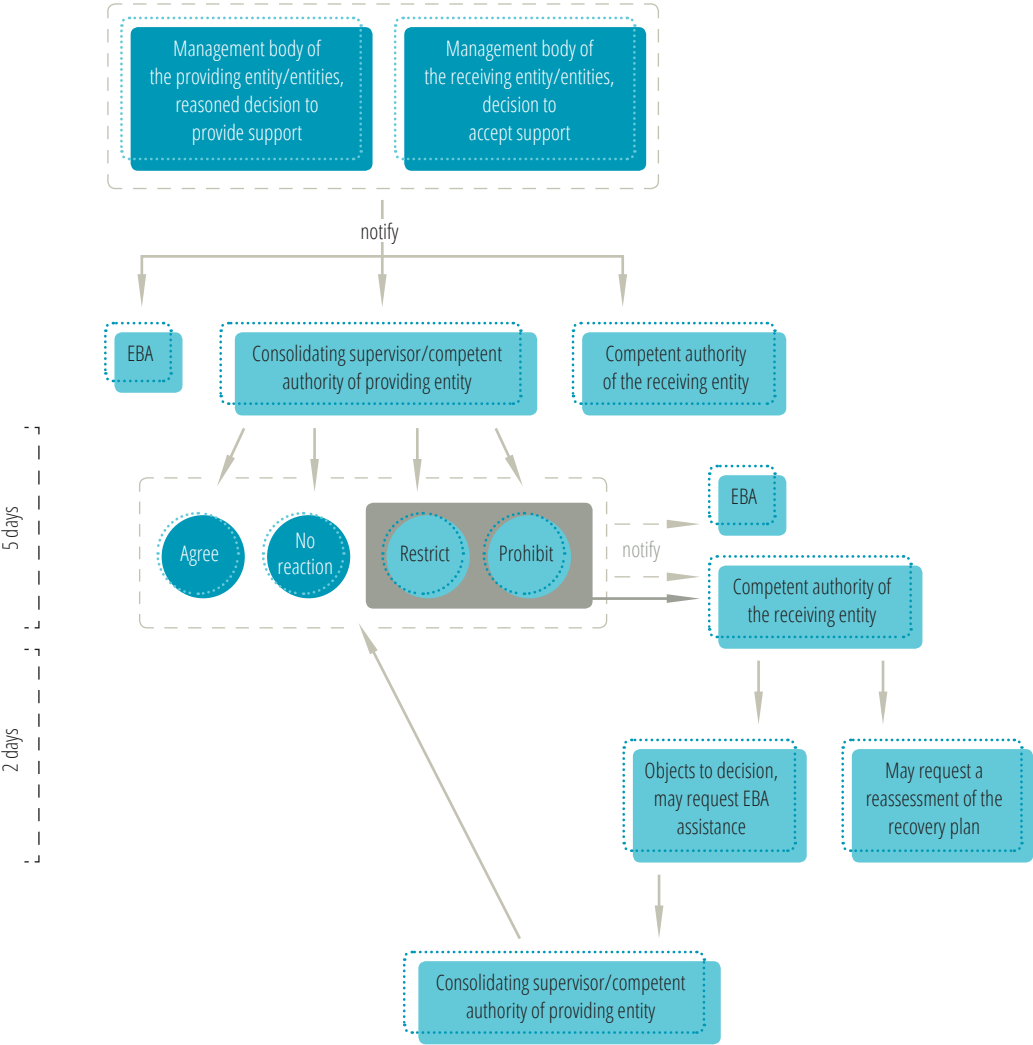 Management body of
the providing entity/entities,
reasoned decision to
provide support
Management body of
the receiving entity/entities,
decision to
accept support
notify
EBA
Consolidating supervisor/competent
authority of providing entity
Competent authority
of the receiving entity
5 days
Agree
No
reaction
Restrict
Prohibit
notify
EBA
Competent authority of
the receiving entity
2 days
Objects to decision,
may request EBA
assistance
May request a
reassessment of the
recovery plan
Consolidating supervisor/competent
authority of providing entity